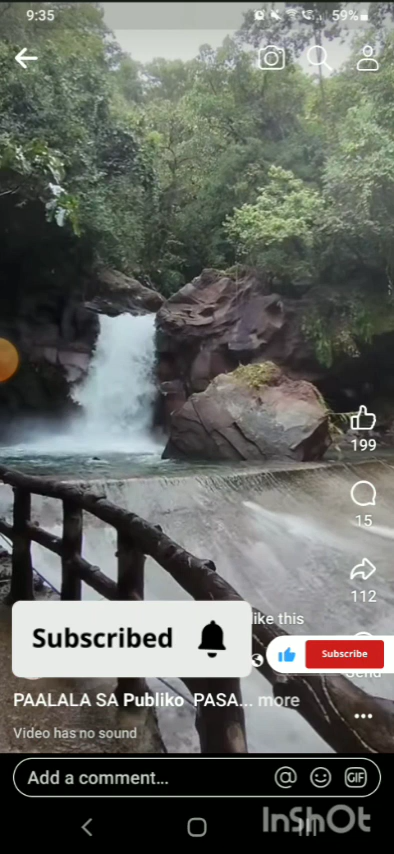 9:35
59%
199
15
112
like this
Subscribed
Subscribe
Send
PAALALA SA Publiko PASA... more
Video has no sound
Add a comment...
GIF
InShOt